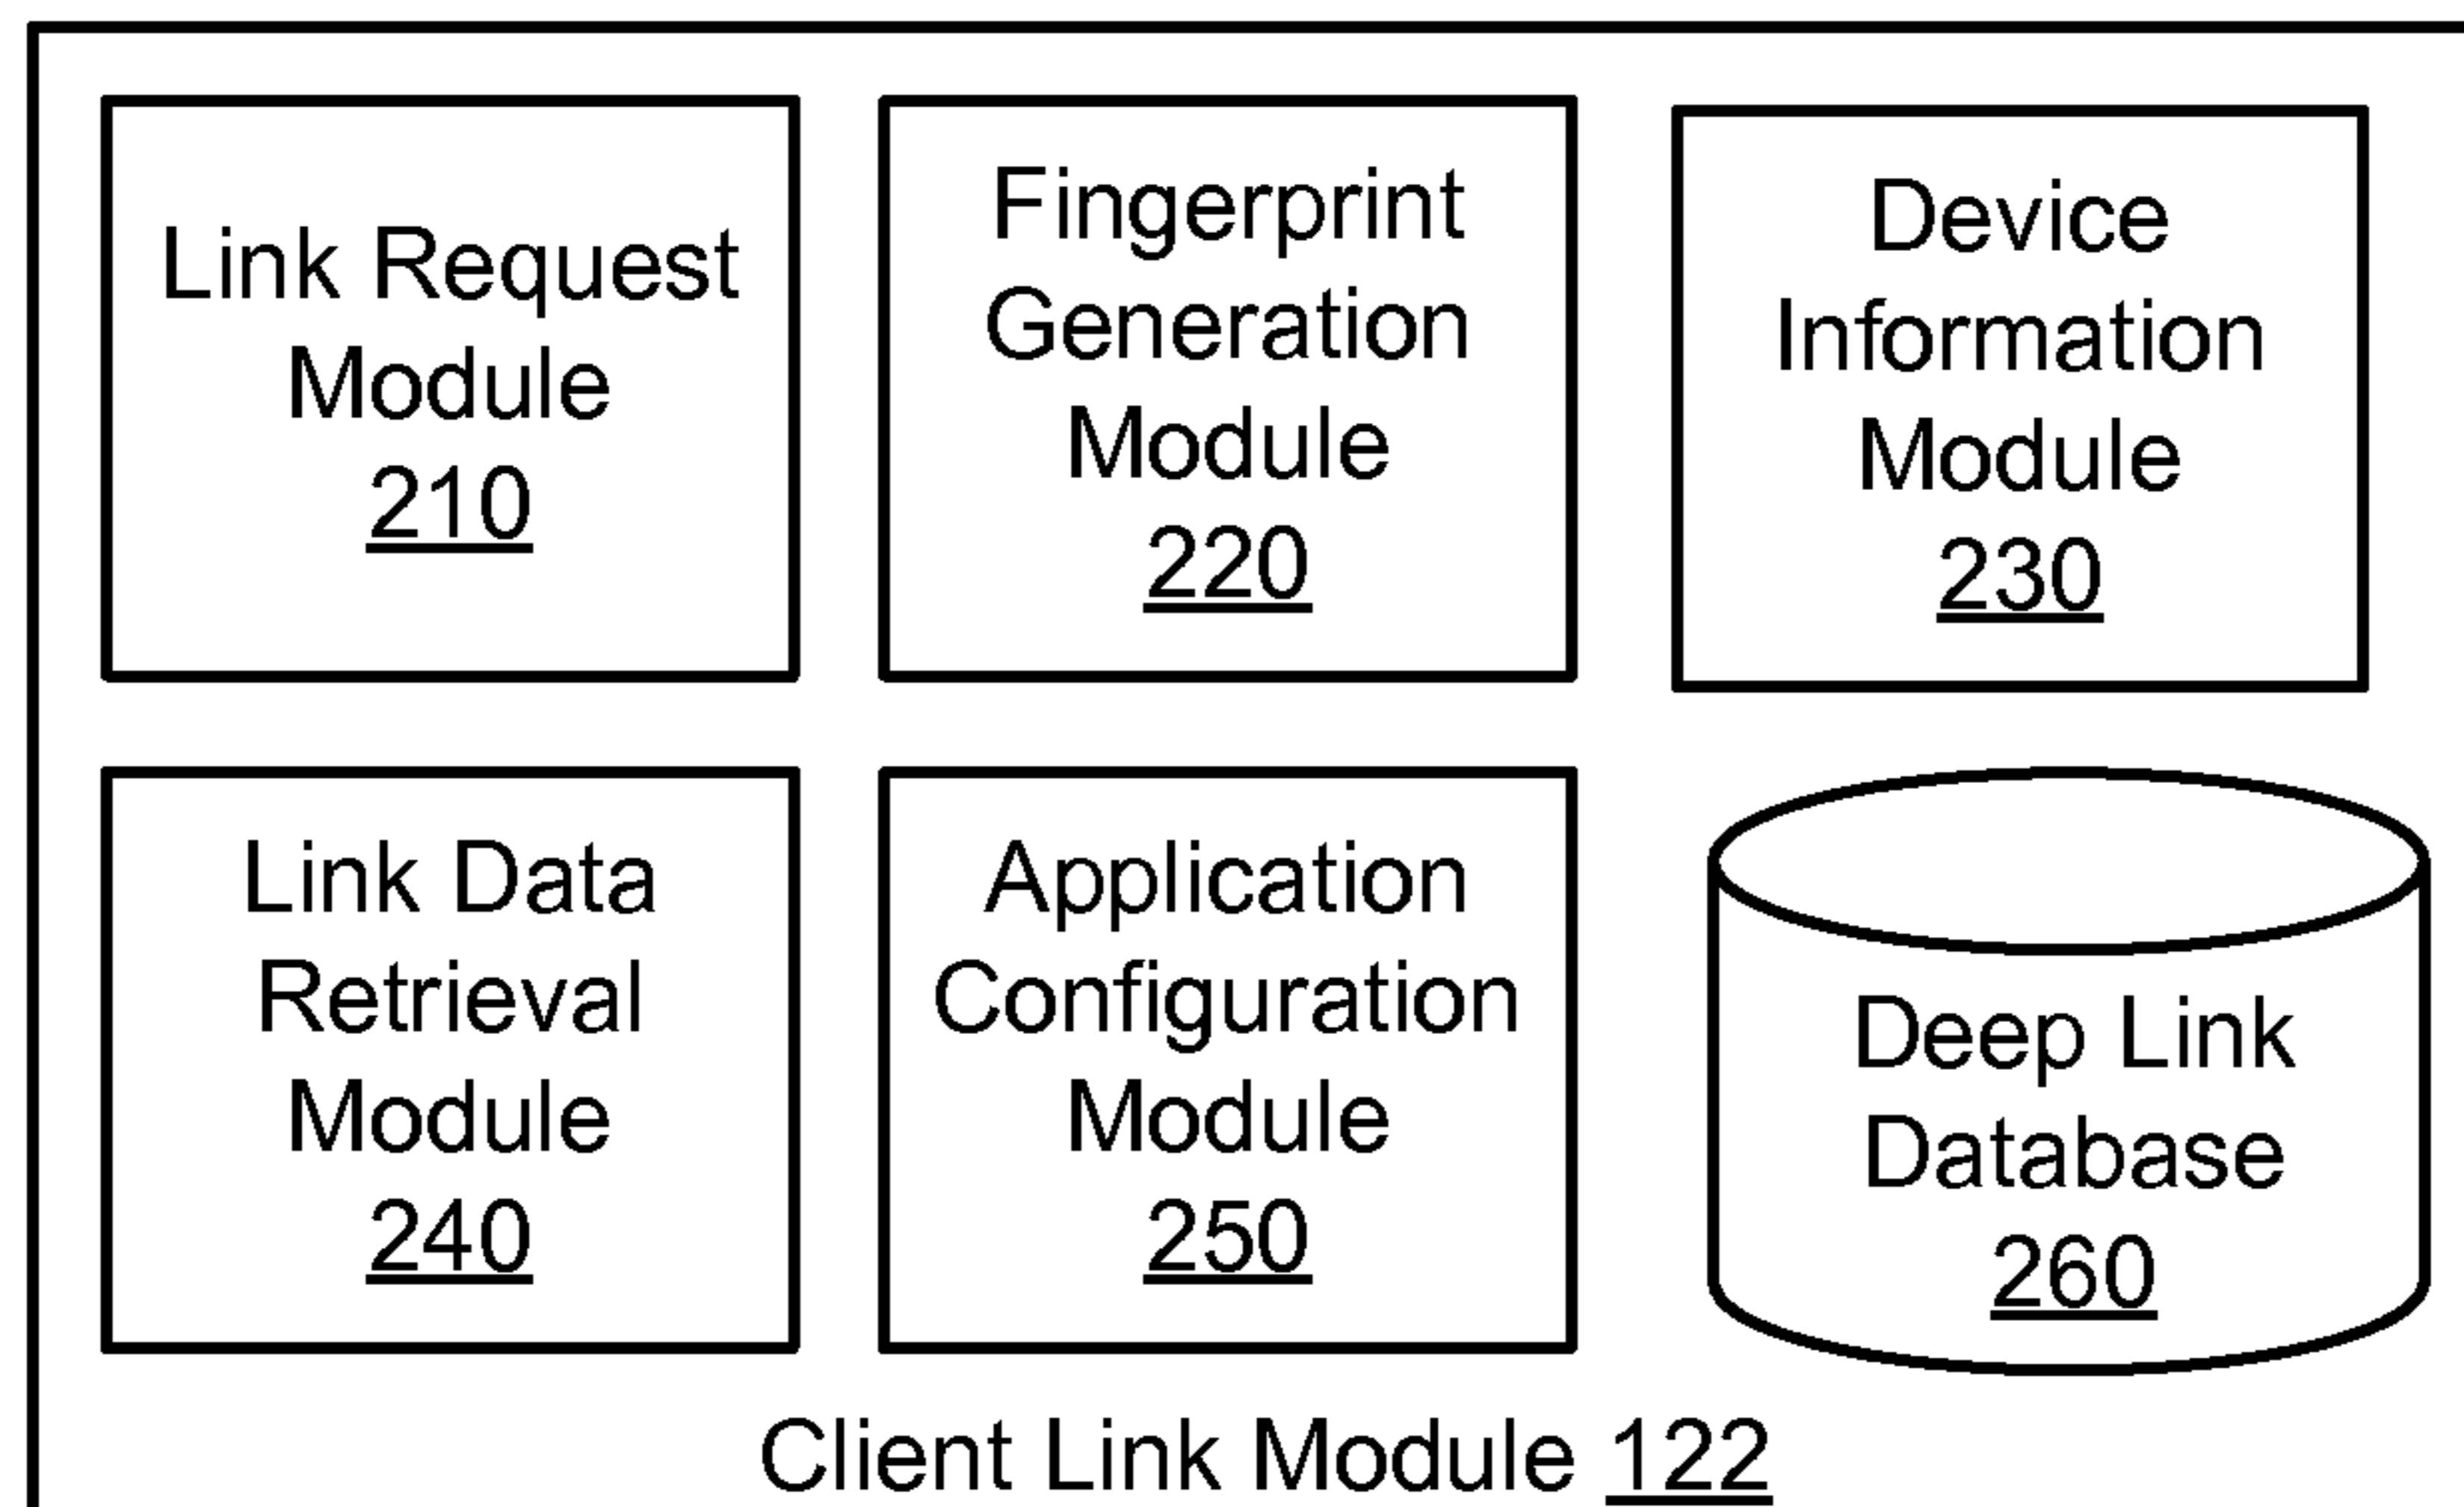 Link Request
Module
210
Fingerprint
Generation
Module
220
Device
Information
Module
230
Link Data
Retrieval
Module
240
Application
Configuration
Module
250
Deep Link
Database
260
Client Link Module 122